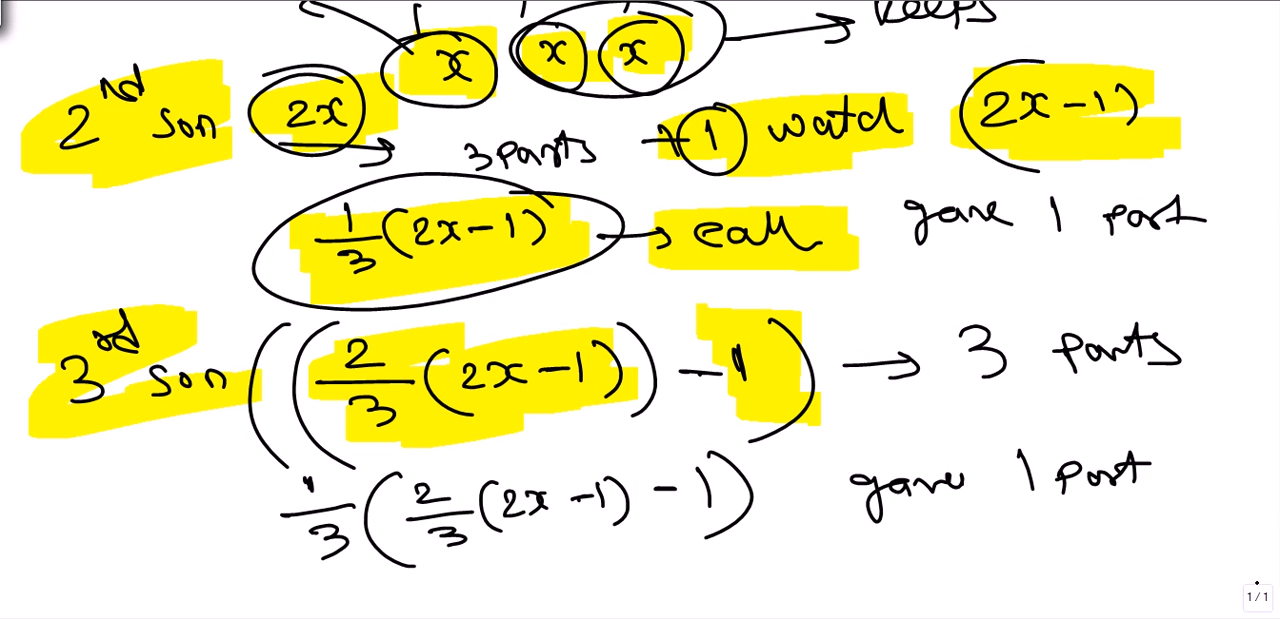 keeps
x x x
2nd son 2x → 3 parts + 1 watch (2x-1)
1/3 (2x-1) → each gave 1 part
3rd son ((2/3 (2x-1)) - 1) → 3 parts
1/3 (2/3 (2x-1) - 1) gave 1 part
1/1